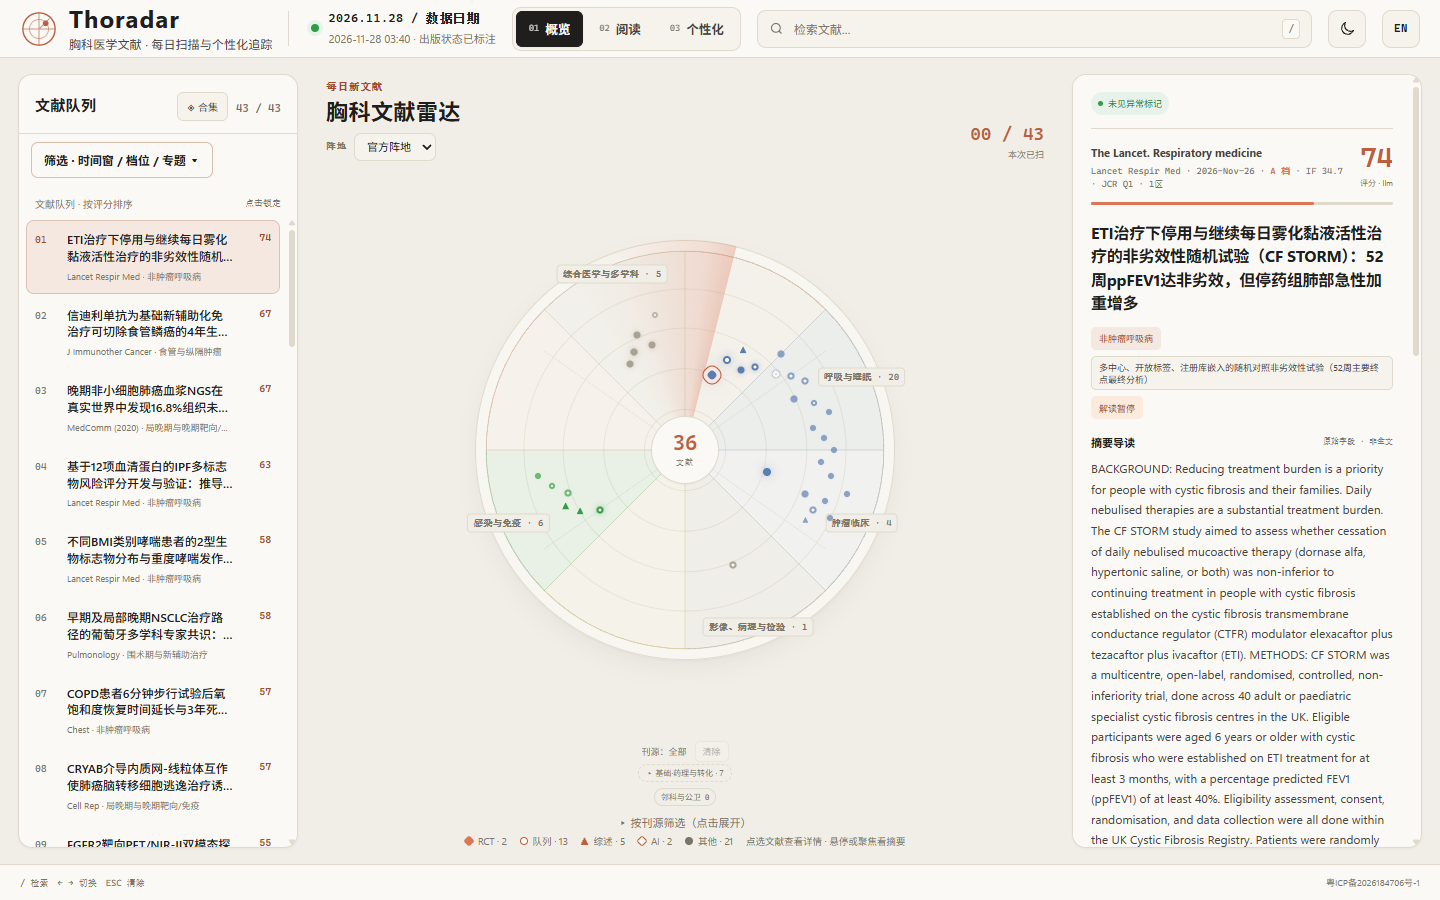 Thoradar
胸科医学文献 · 每日扫描与个性化追踪
2026.11.28 / 数据日期
2026-11-28 03:40 · 出版状态已标注
01 概览
02 阅读
03 个性化
检索文献...
/
EN
文献队列
◈ 合集
43 / 43
筛选 · 时间窗 / 档位 / 专题 ▾
文献队列 · 按评分排序
点击锁定
01
ETI治疗下停用与继续每日雾化
黏液活性治疗的非劣效性随机...
74
Lancet Respir Med · 非肿瘤呼吸病
02
信迪利单抗为基础新辅助化免
治疗可切除食管鳞癌的4年生...
67
J Immunother Cancer · 食管与纵隔肿瘤
03
晚期非小细胞肺癌血浆NGS在
真实世界中发现16.8%组织未...
67
MedComm (2020) · 局晚期与晚期靶向/...
04
基于12项血清蛋白的IPF多标志
物风险评分开发与验证：推导...
63
Lancet Respir Med · 非肿瘤呼吸病
05
不同BMI类别哮喘患者的2型生
物标志物分布与重度哮喘发作...
58
Lancet Respir Med · 非肿瘤呼吸病
06
早期及局部晚期NSCLC治疗路
径的葡萄牙多学科专家共识：...
58
Pulmonology · 围术期与新辅助治疗
07
COPD患者6分钟步行试验后氧
饱和度恢复时间延长与3年死...
57
Chest · 非肿瘤呼吸病
08
CRYAB介导内质网-线粒体互作
使肺癌脑转移细胞逃逸治疗诱...
57
Cell Rep · 局晚期与晚期靶向/免疫
09
FGFR2靶向PET/NIR-II双模态探
55
每日新文献
胸科文献雷达
阵地
官方阵地
00 / 43
本次已扫
综合医学与多学科 · 5
呼吸与睡眠 · 20
36
文献
感染与免疫 · 6
肿瘤临床 · 4
影像、病理与检验 · 1
刊源：全部
清除
• 基础·药理与转化 · 7
邻科与公卫 0
▸ 按刊源筛选（点击展开）
RCT · 2
队列 · 13
综述 · 5
AI · 2
其他 · 21
点选文献查看详情 · 悬停或聚焦看摘要
未见异常标记
The Lancet. Respiratory medicine
Lancet Respir Med · 2026-Nov-26 · A 档 · IF 34.7
· JCR Q1 · 1区
74
评分 · llm
ETI治疗下停用与继续每日雾化黏液活性治
疗的非劣效性随机试验（CF STORM）：52
周ppFEV1达非劣效，但停药组肺部急性加
重增多
非肿瘤呼吸病
多中心、开放标签、注册库嵌入的随机对照非劣效性试验（52周主要终
点最终分析）
解读暂停
摘要导读
原始字段 · 非全文
BACKGROUND: Reducing treatment burden is a priority
for people with cystic fibrosis and their families. Daily
nebulised therapies are a substantial treatment burden.
The CF STORM study aimed to assess whether cessation
of daily nebulised mucoactive therapy (dornase alfa,
hypertonic saline, or both) was non-inferior to
continuing treatment in people with cystic fibrosis
established on the cystic fibrosis transmembrane
conductance regulator (CTFR) modulator elexacaftor plus
tezacaftor plus ivacaftor (ETI). METHODS: CF STORM was
a multicentre, open-label, randomised, controlled, non-
inferiority trial, done across 40 adult or paediatric
specialist cystic fibrosis centres in the UK. Eligible
participants were aged 6 years or older with cystic
fibrosis who were established on ETI treatment for at
least 3 months, with a percentage predicted FEV1
(ppFEV1) of at least 40%. Eligibility assessment, consent,
randomisation, and data collection were all done within
the UK Cystic Fibrosis Registry. Patients were randomly
/ 检索
← → 切换
ESC 清除
粤ICP备2026184706号-1